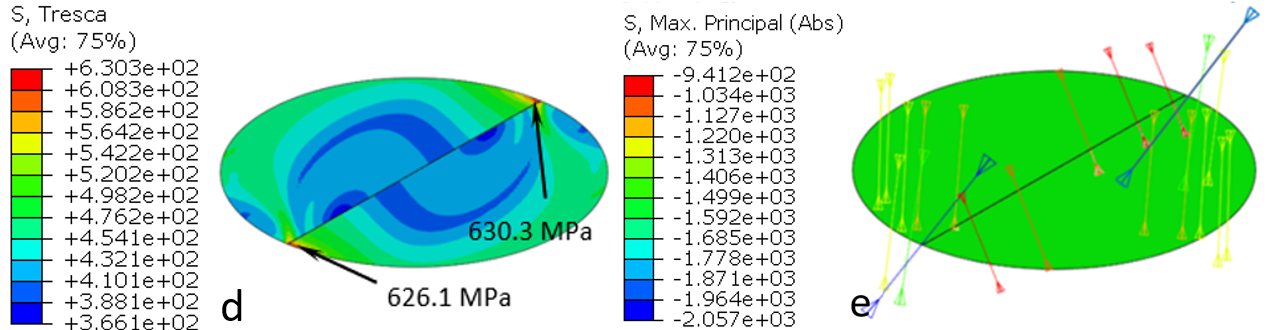 S, Tresca
(Avg: 75%)
+6.303e+02
+6.083e+02
+5.862e+02
+5.642e+02
+5.422e+02
+5.202e+02
+4.982e+02
+4.762e+02
+4.541e+02
+4.321e+02
+4.101e+02
+3.881e+02
+3.661e+02
630.3 MPa
626.1 MPa
d
S, Max. Principal (Abs)
(Avg: 75%)
-9.412e+02
-1.034e+03
-1.127e+03
-1.220e+03
-1.313e+03
-1.406e+03
-1.499e+03
-1.592e+03
-1.685e+03
-1.778e+03
-1.871e+03
-1.964e+03
-2.057e+03
e